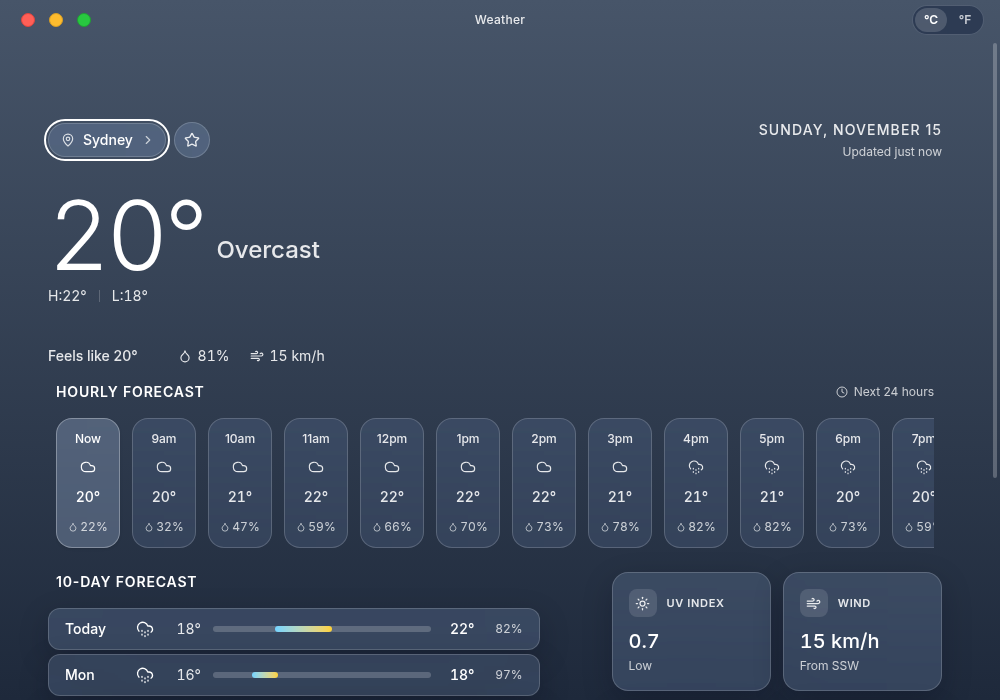 Weather
°C °F
Sydney
SUNDAY, NOVEMBER 15
Updated just now
20° Overcast
H:22° L:18°
Feels like 20° 81% 15 km/h
HOURLY FORECAST Next 24 hours
Now 9am 10am 11am 12pm 1pm 2pm 3pm 4pm 5pm 6pm 7pm
20° 20° 21° 22° 22° 22° 22° 21° 21° 21° 20° 20°
22% 32% 47% 59% 66% 70% 73% 78% 82% 82% 73% 59
10-DAY FORECAST
Today 18° 22° 82%
Mon 16° 18° 97%
UV INDEX
0.7
Low
WIND
15 km/h
From SSW